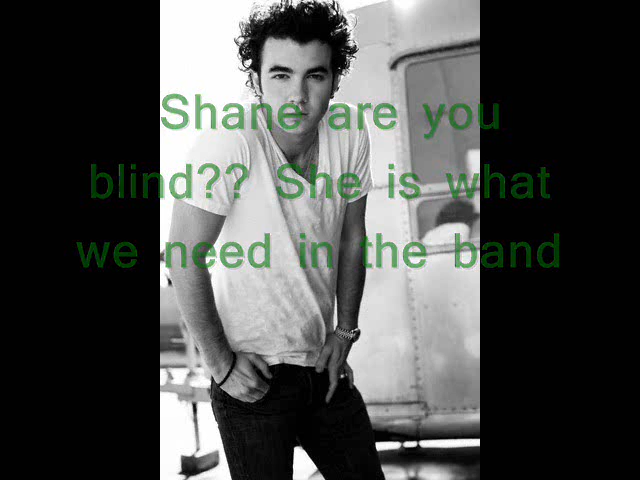 Shane are you
blind?? She is what
we need in the band